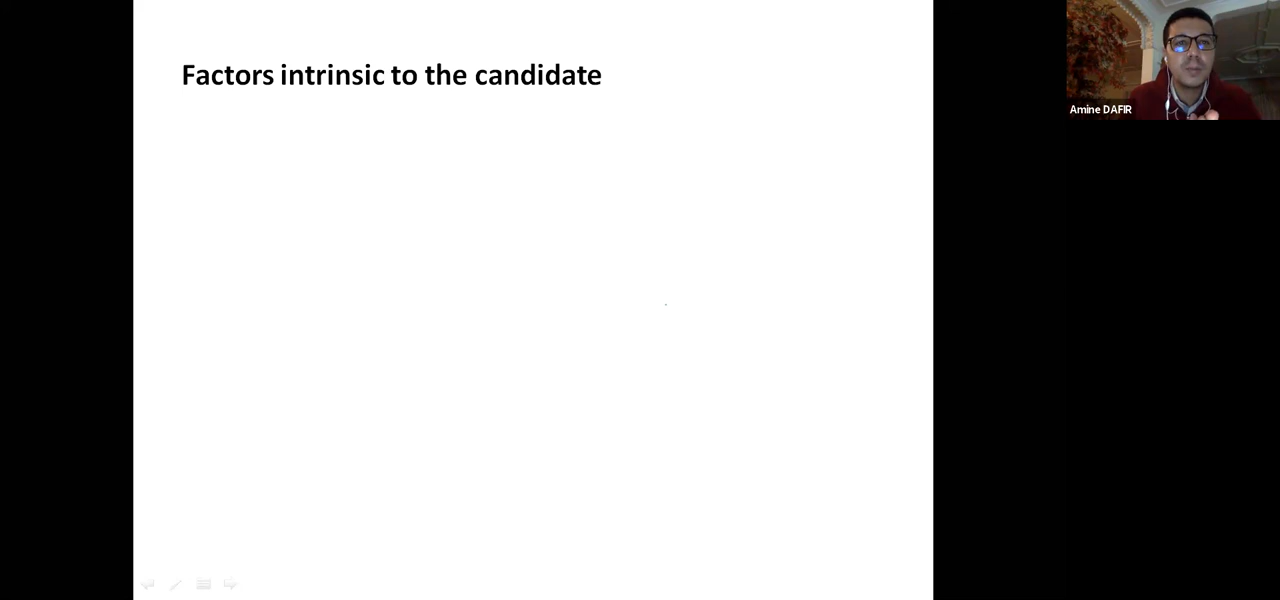 Factors intrinsic to the candidate
Amine DAFIR